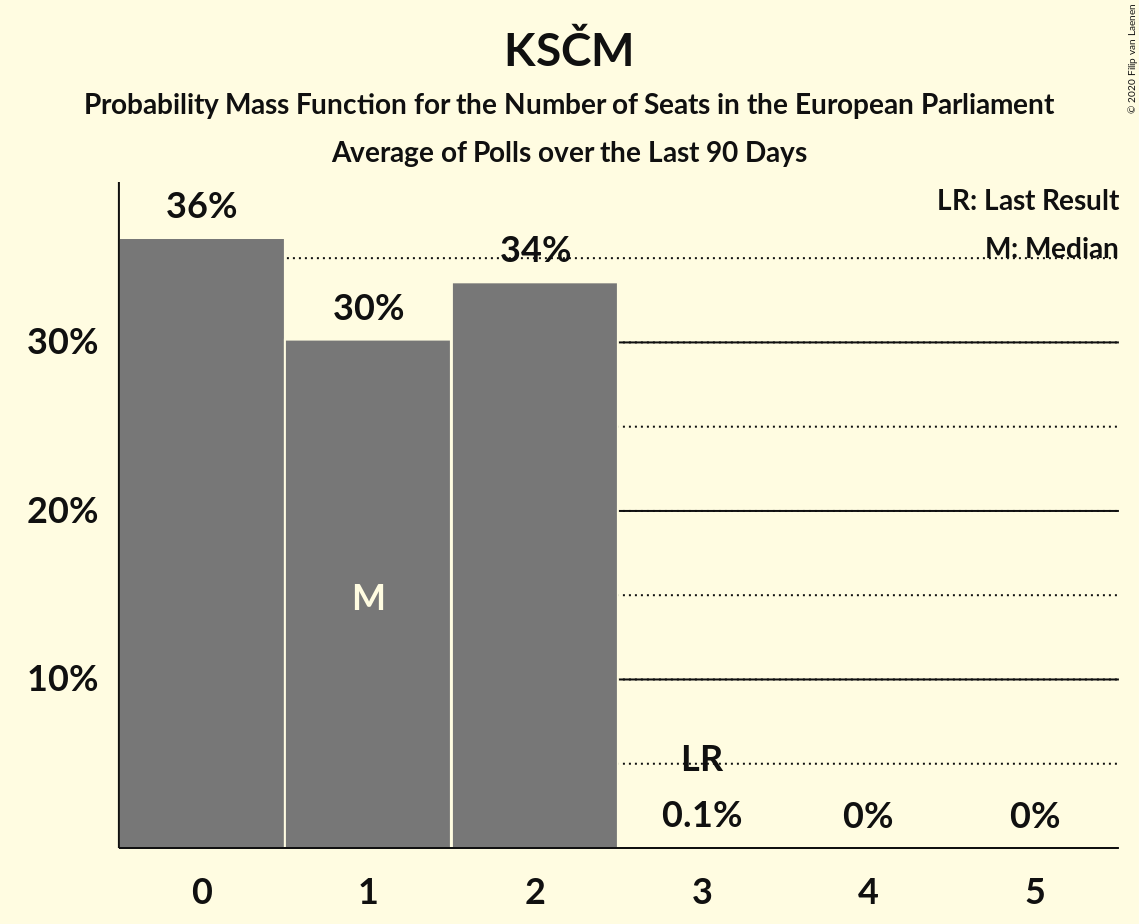 KSČM
Probability Mass Function for the Number of Seats in the European Parliament
Average of Polls over the Last 90 Days
© 2020 Filip van Laenen
LR: Last Result
M: Median
36%
34%
30%
30%
20%
M
10%
LR
0.1%
0%
0%
0
1
2
3
4
5